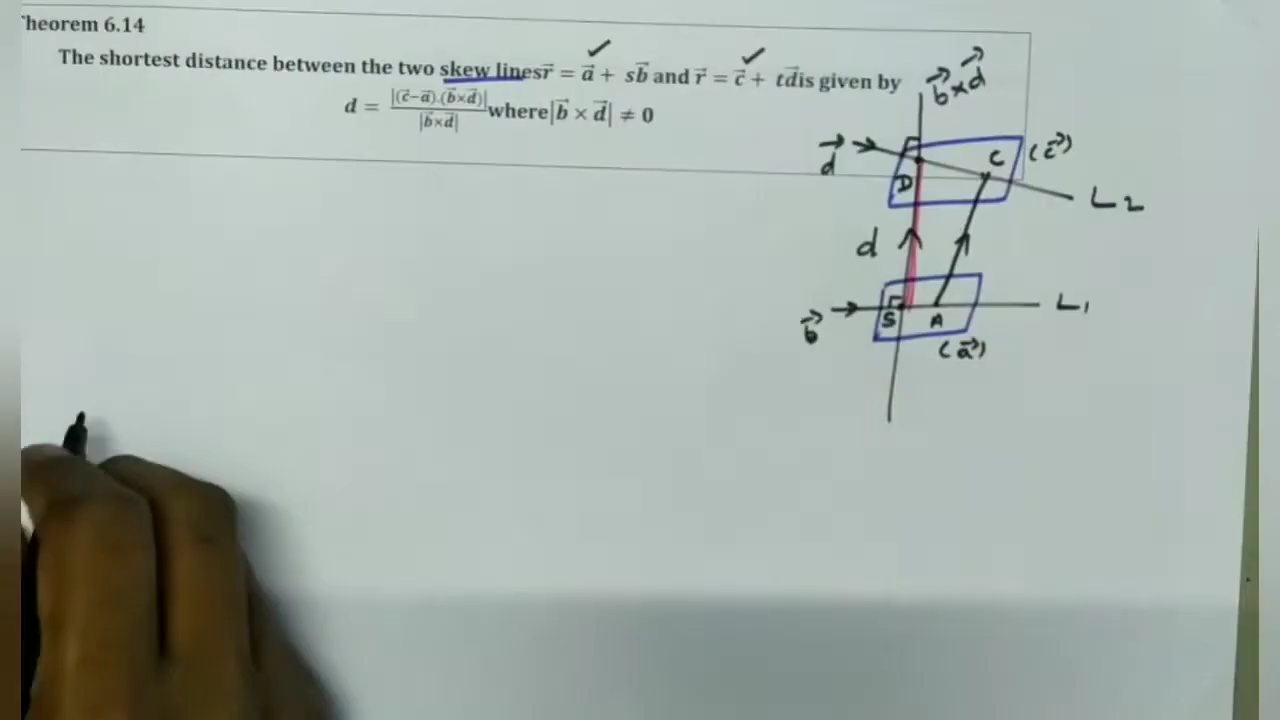 heorem 6.14
The shortest distance between the two skew lines r⃗ = a⃗ + sb⃗ and r⃗ = c⃗ + td⃗ is given by
d = |(c⃗−a⃗).(b⃗×d⃗)| / |b⃗×d⃗| where |b⃗ × d⃗| ≠ 0
b⃗×d⃗
d⃗ D C (c⃗)
L2
d
b⃗ S A L1
(a⃗)